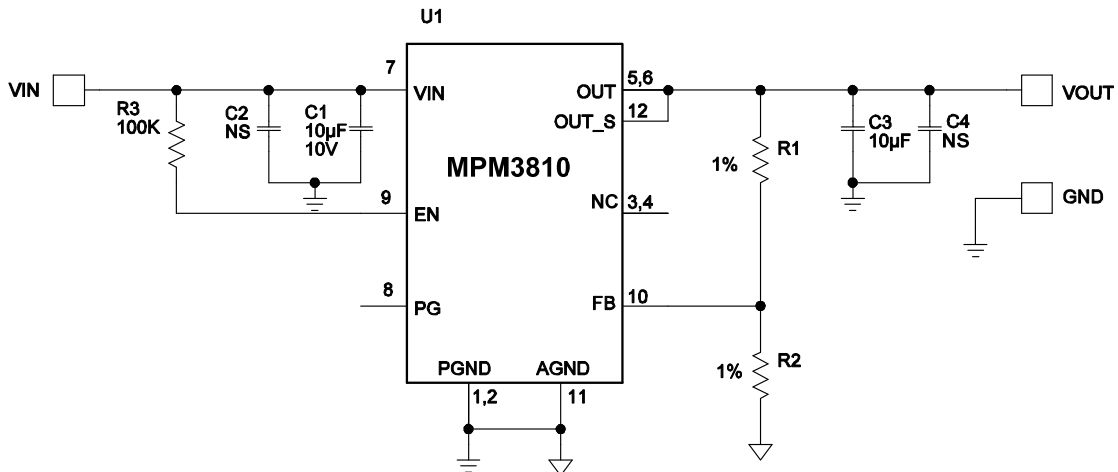 U1
VIN
7
VIN
R3
100K
C2
NS
C1
10µF
10V
MPM3810
OUT
5,6
OUT_S
12
VOUT
R1
1%
C3
10µF
C4
NS
9
EN
NC
3,4
GND
8
PG
FB
10
R2
1%
PGND
AGND
1,2
11